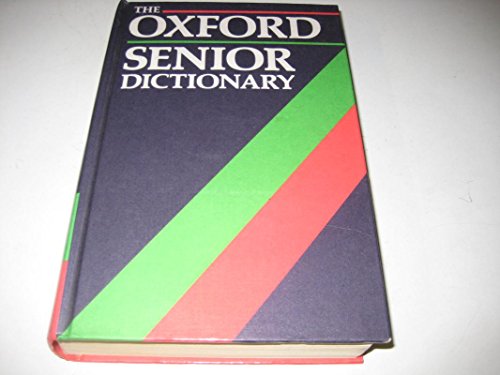 THE
OXFORD
SENIOR
DICTIONARY